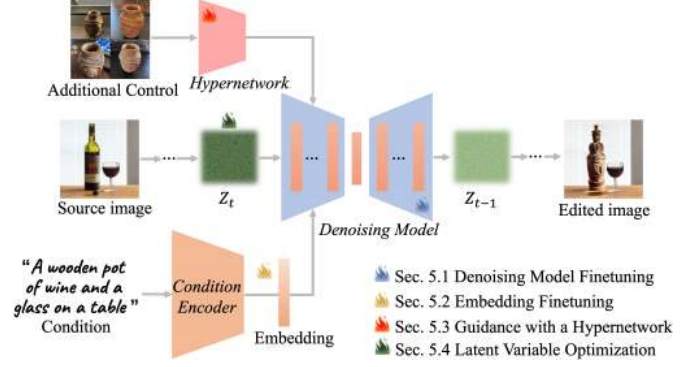 Additional Control
Hypernetwork
Source image
Z_t
Denoising Model
Z_{t-1}
Edited image
“A wooden pot
of wine and a
glass on a table”
Condition
Condition
Encoder
Embedding
Sec. 5.1 Denoising Model Finetuning
Sec. 5.2 Embedding Finetuning
Sec. 5.3 Guidance with a Hypernetwork
Sec. 5.4 Latent Variable Optimization